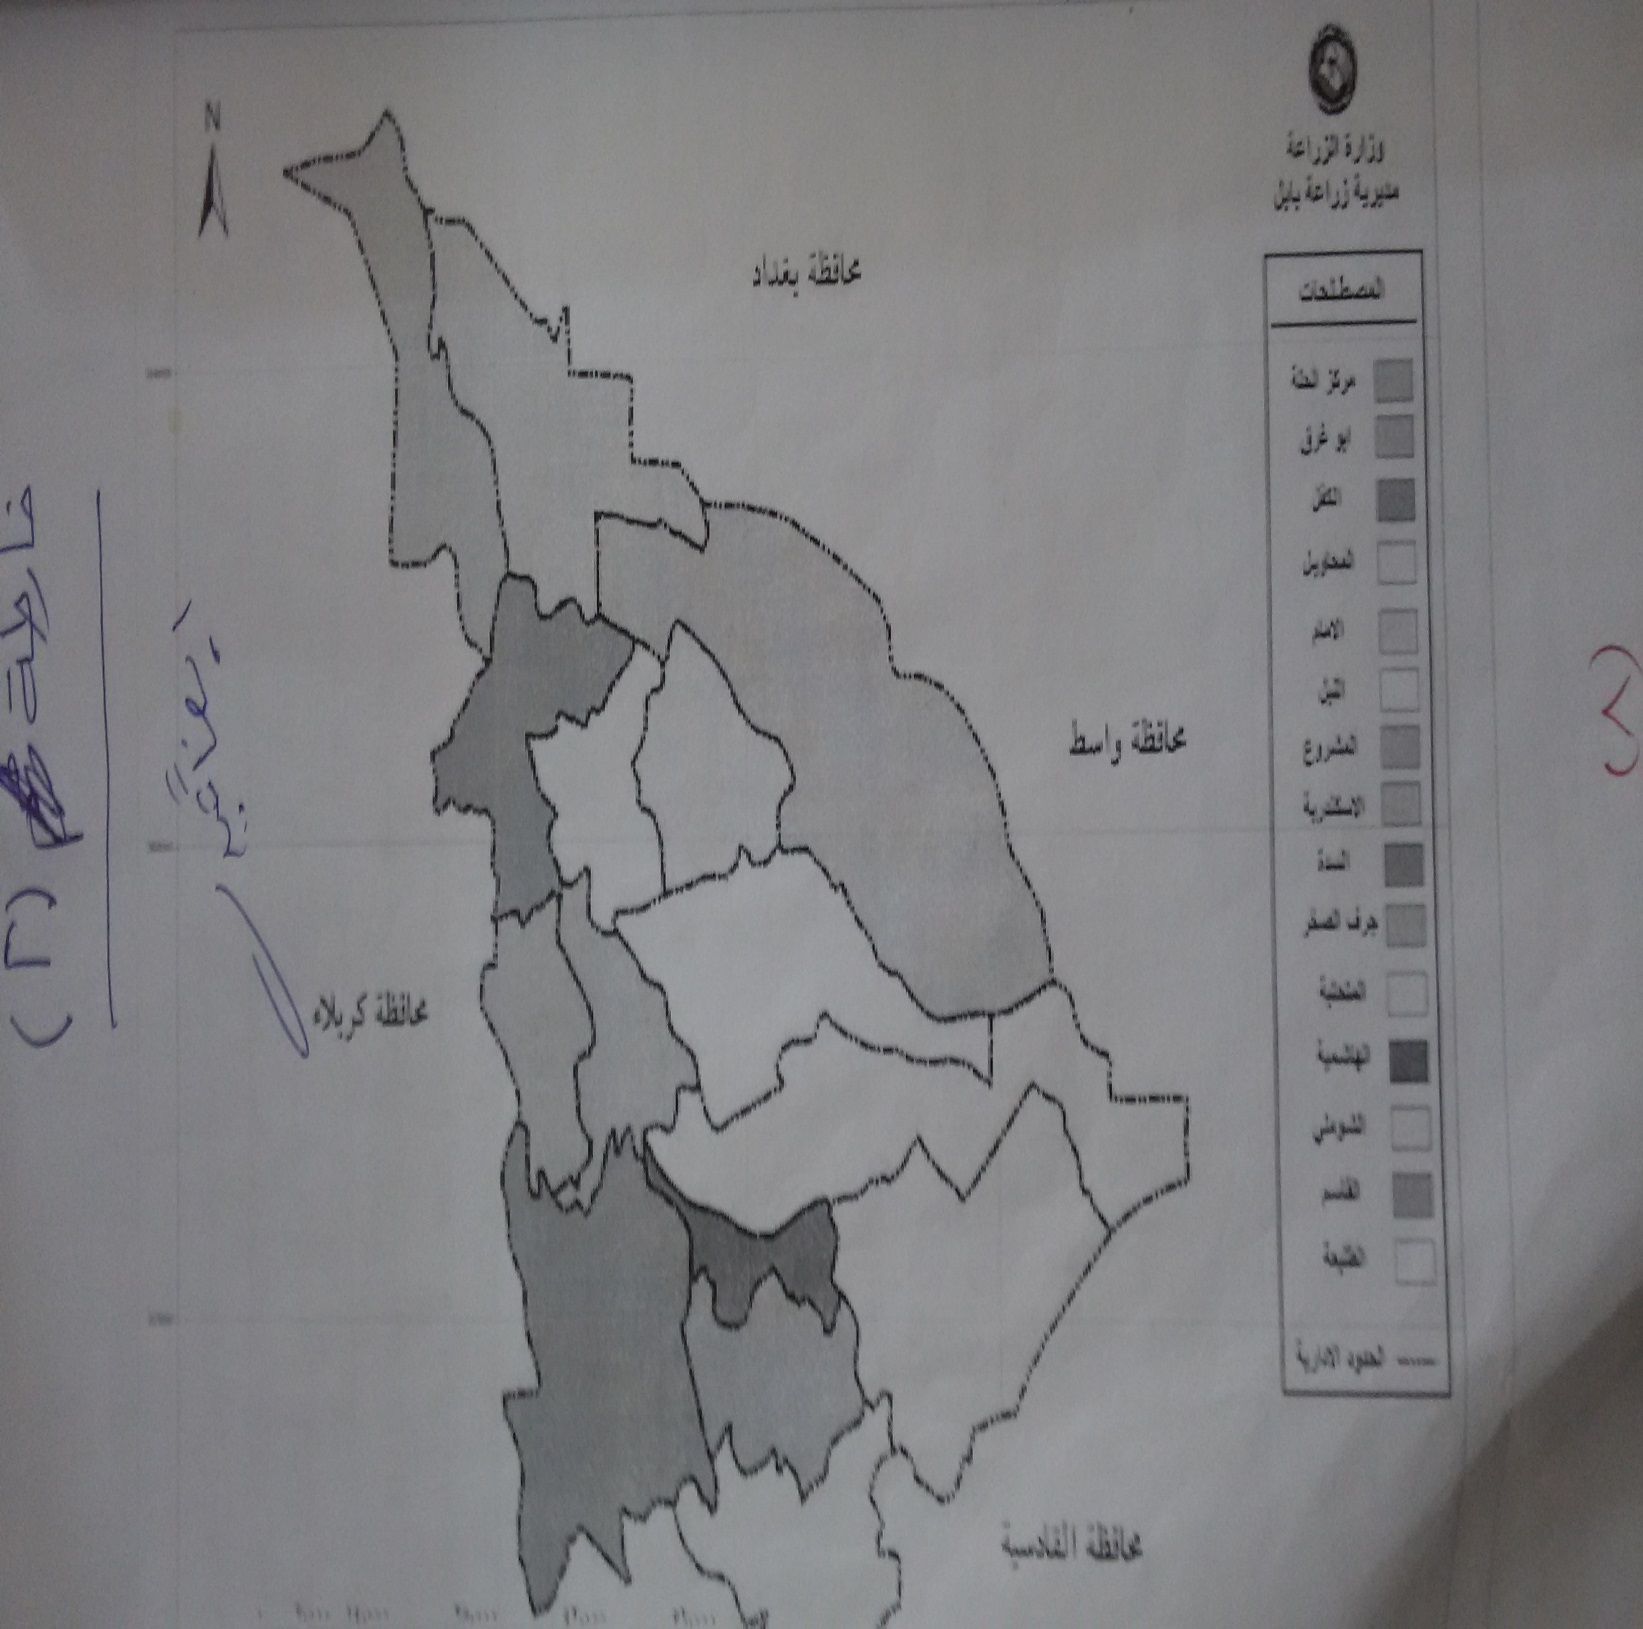 N
وزارة الزراعة
مديرية زراعة بابل
محافظة بغداد
محافظة واسط
محافظة كربلاء
محافظة القادسية
المصطلحات
مركز الحلة
ابو غرق
الكفل
المحاويل
الامام
النيل
المشروع
الاسكندرية
السدة
جرف الصخر
المدحتية
الهاشمية
الشوملي
القاسم
الطليعة
الحدود الادارية
خارطة
(٢)